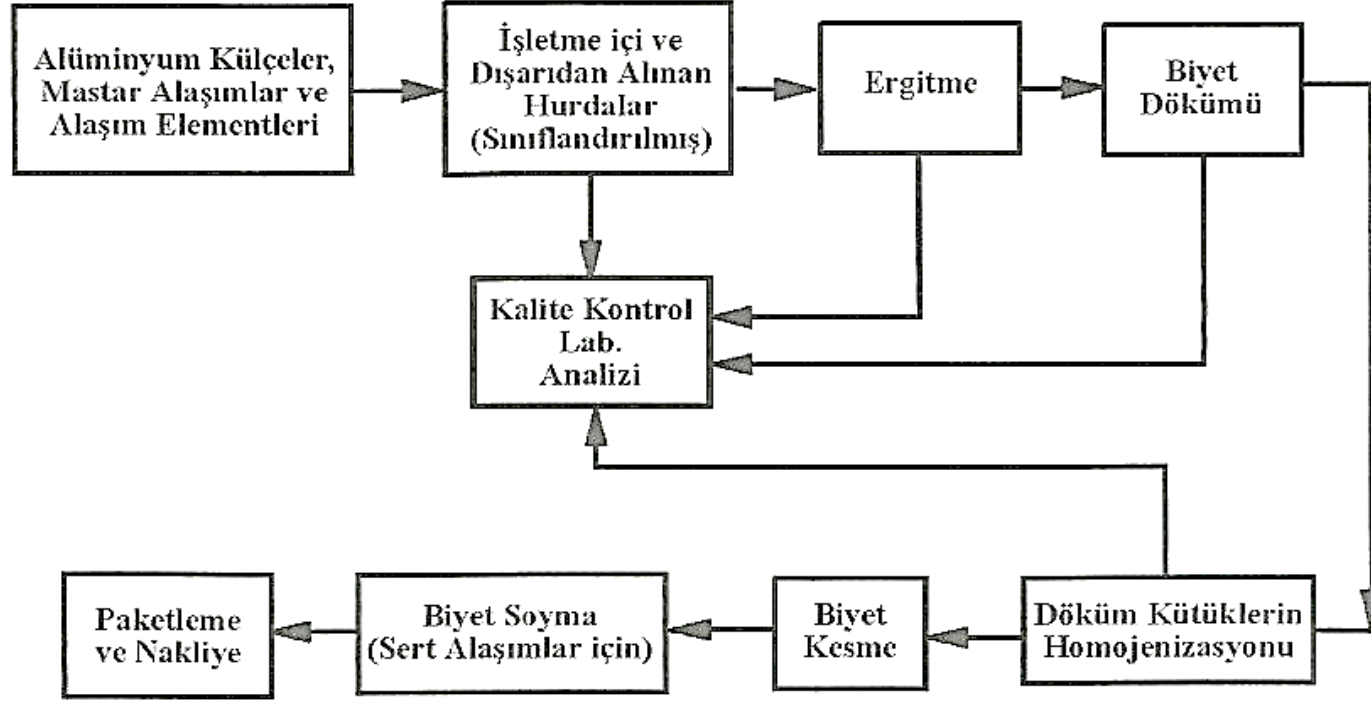 Alüminyum Külçeler,
Mastar Alaşımlar ve
Alaşım Elementleri
İşletme içi ve
Dışarıdan Alınan
Hurdalar
(Sınıflandırılmış)
Ergitme
Biyet
Dökümü
Kalite Kontrol
Lab.
Analizi
Paketleme
ve Nakliye
Biyet Soyma
(Sert Alaşımlar için)
Biyet
Kesme
Döküm Kütüklerin
Homojenizasyonu